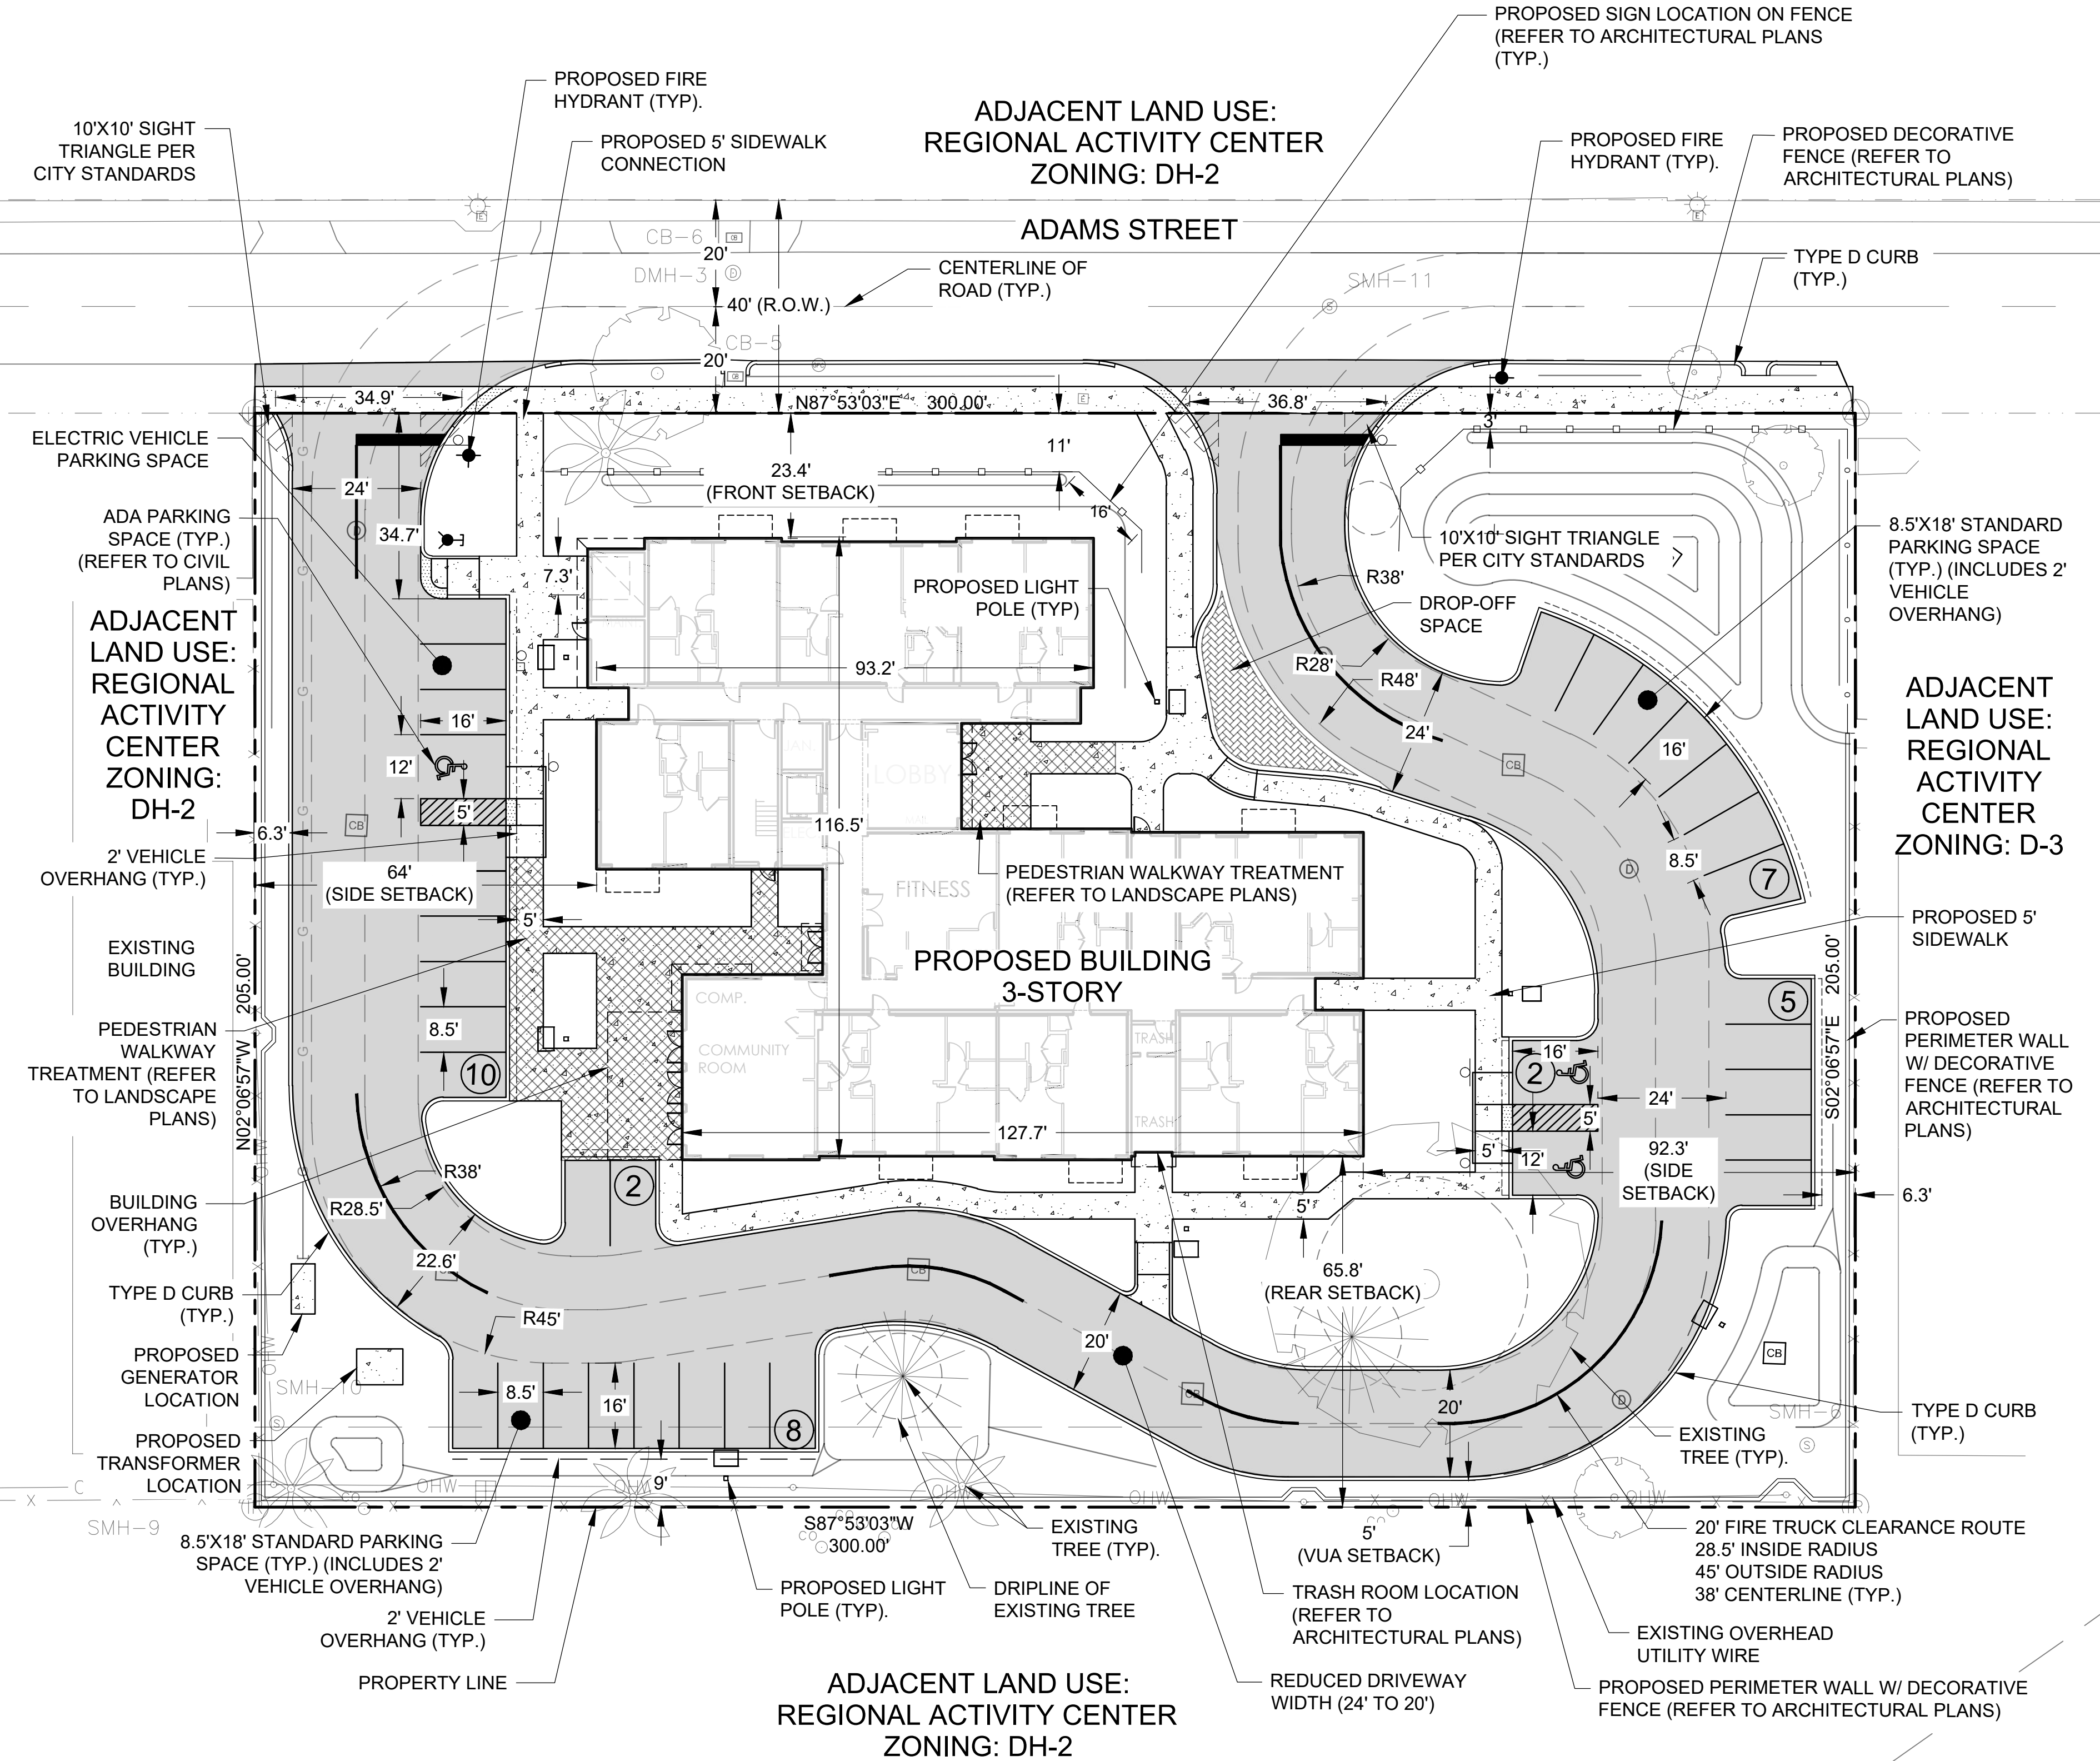 PROPOSED SIGN LOCATION ON FENCE
(REFER TO ARCHITECTURAL PLANS
(TYP.)
PROPOSED FIRE
HYDRANT (TYP).
ADJACENT LAND USE:
REGIONAL ACTIVITY CENTER
ZONING: DH-2
10'X10' SIGHT
TRIANGLE PER
CITY STANDARDS
PROPOSED 5' SIDEWALK
CONNECTION
PROPOSED FIRE
HYDRANT (TYP).
PROPOSED DECORATIVE
FENCE (REFER TO
ARCHITECTURAL PLANS)
E
E
CB-6
CB
ADAMS STREET
20'
DMH-3
D
CENTERLINE OF
ROAD (TYP.)
SMH-11
S
TYPE D CURB
(TYP.)
40' (R.O.W.)
CB-5
20'
CB
34.9'
N87°53'03"E 300.00'
E
36.8'
3'
ELECTRIC VEHICLE
PARKING SPACE
11'
23.4'
(FRONT SETBACK)
24'
16'
D
34.7'
ADA PARKING
SPACE (TYP.)
(REFER TO CIVIL
PLANS)
10'X10' SIGHT TRIANGLE
PER CITY STANDARDS
8.5'X18' STANDARD
PARKING SPACE
(TYP.) (INCLUDES 2'
VEHICLE
OVERHANG)
7.3'
PROPOSED LIGHT
POLE (TYP)
R38'
DROP-OFF
SPACE
ADJACENT
LAND USE:
REGIONAL
ACTIVITY
CENTER
ZONING:
DH-2
93.2'
R28'
R48'
ADJACENT
LAND USE:
REGIONAL
ACTIVITY
CENTER
ZONING: D-3
16'
24'
16'
12'
JAN.
LOBBY
CB
5'
MAIL
ELEC.
CB
6.3'
116.5'
2' VEHICLE
OVERHANG (TYP.)
64'
(SIDE SETBACK)
PEDESTRIAN WALKWAY TREATMENT
(REFER TO LANDSCAPE PLANS)
FITNESS
8.5'
D
7
5'
PROPOSED 5'
SIDEWALK
EXISTING
BUILDING
PROPOSED BUILDING
3-STORY
N02°06'57"W 205.00'
S02°06'57"E 205.00'
COMP.
5
8.5'
PEDESTRIAN
WALKWAY
TREATMENT (REFER
TO LANDSCAPE
PLANS)
COMMUNITY
ROOM
TRASH
PROPOSED
PERIMETER WALL
W/ DECORATIVE
FENCE (REFER TO
ARCHITECTURAL
PLANS)
16'
10
2
24'
5'
TRASH
127.7'
5'
12'
92.3'
(SIDE
SETBACK)
R38'
2
6.3'
BUILDING
OVERHANG
(TYP.)
R28.5'
5'
22.6'
CB
CB
65.8'
(REAR SETBACK)
TYPE D CURB
(TYP.)
R45'
20'
CB
PROPOSED
GENERATOR
LOCATION
SMH-10
8.5'
16'
CB
20'
D
SMH-6
TYPE D CURB
(TYP.)
S
8
S
EXISTING
TREE (TYP).
PROPOSED
TRANSFORMER
LOCATION
9'
OHW
OHW
OHW
OHW
OHW
OHW
SMH-9
S87°53'03"W
300.00'
EXISTING
TREE (TYP).
5'
(VUA SETBACK)
20' FIRE TRUCK CLEARANCE ROUTE
28.5' INSIDE RADIUS
45' OUTSIDE RADIUS
38' CENTERLINE (TYP.)
8.5'X18' STANDARD PARKING
SPACE (TYP.) (INCLUDES 2'
VEHICLE OVERHANG)
PROPOSED LIGHT
POLE (TYP).
DRIPLINE OF
EXISTING TREE
TRASH ROOM LOCATION
(REFER TO
ARCHITECTURAL PLANS)
2' VEHICLE
OVERHANG (TYP.)
EXISTING OVERHEAD
UTILITY WIRE
PROPERTY LINE
REDUCED DRIVEWAY
WIDTH (24' TO 20')
PROPOSED PERIMETER WALL W/ DECORATIVE
FENCE (REFER TO ARCHITECTURAL PLANS)
ADJACENT LAND USE:
REGIONAL ACTIVITY CENTER
ZONING: DH-2